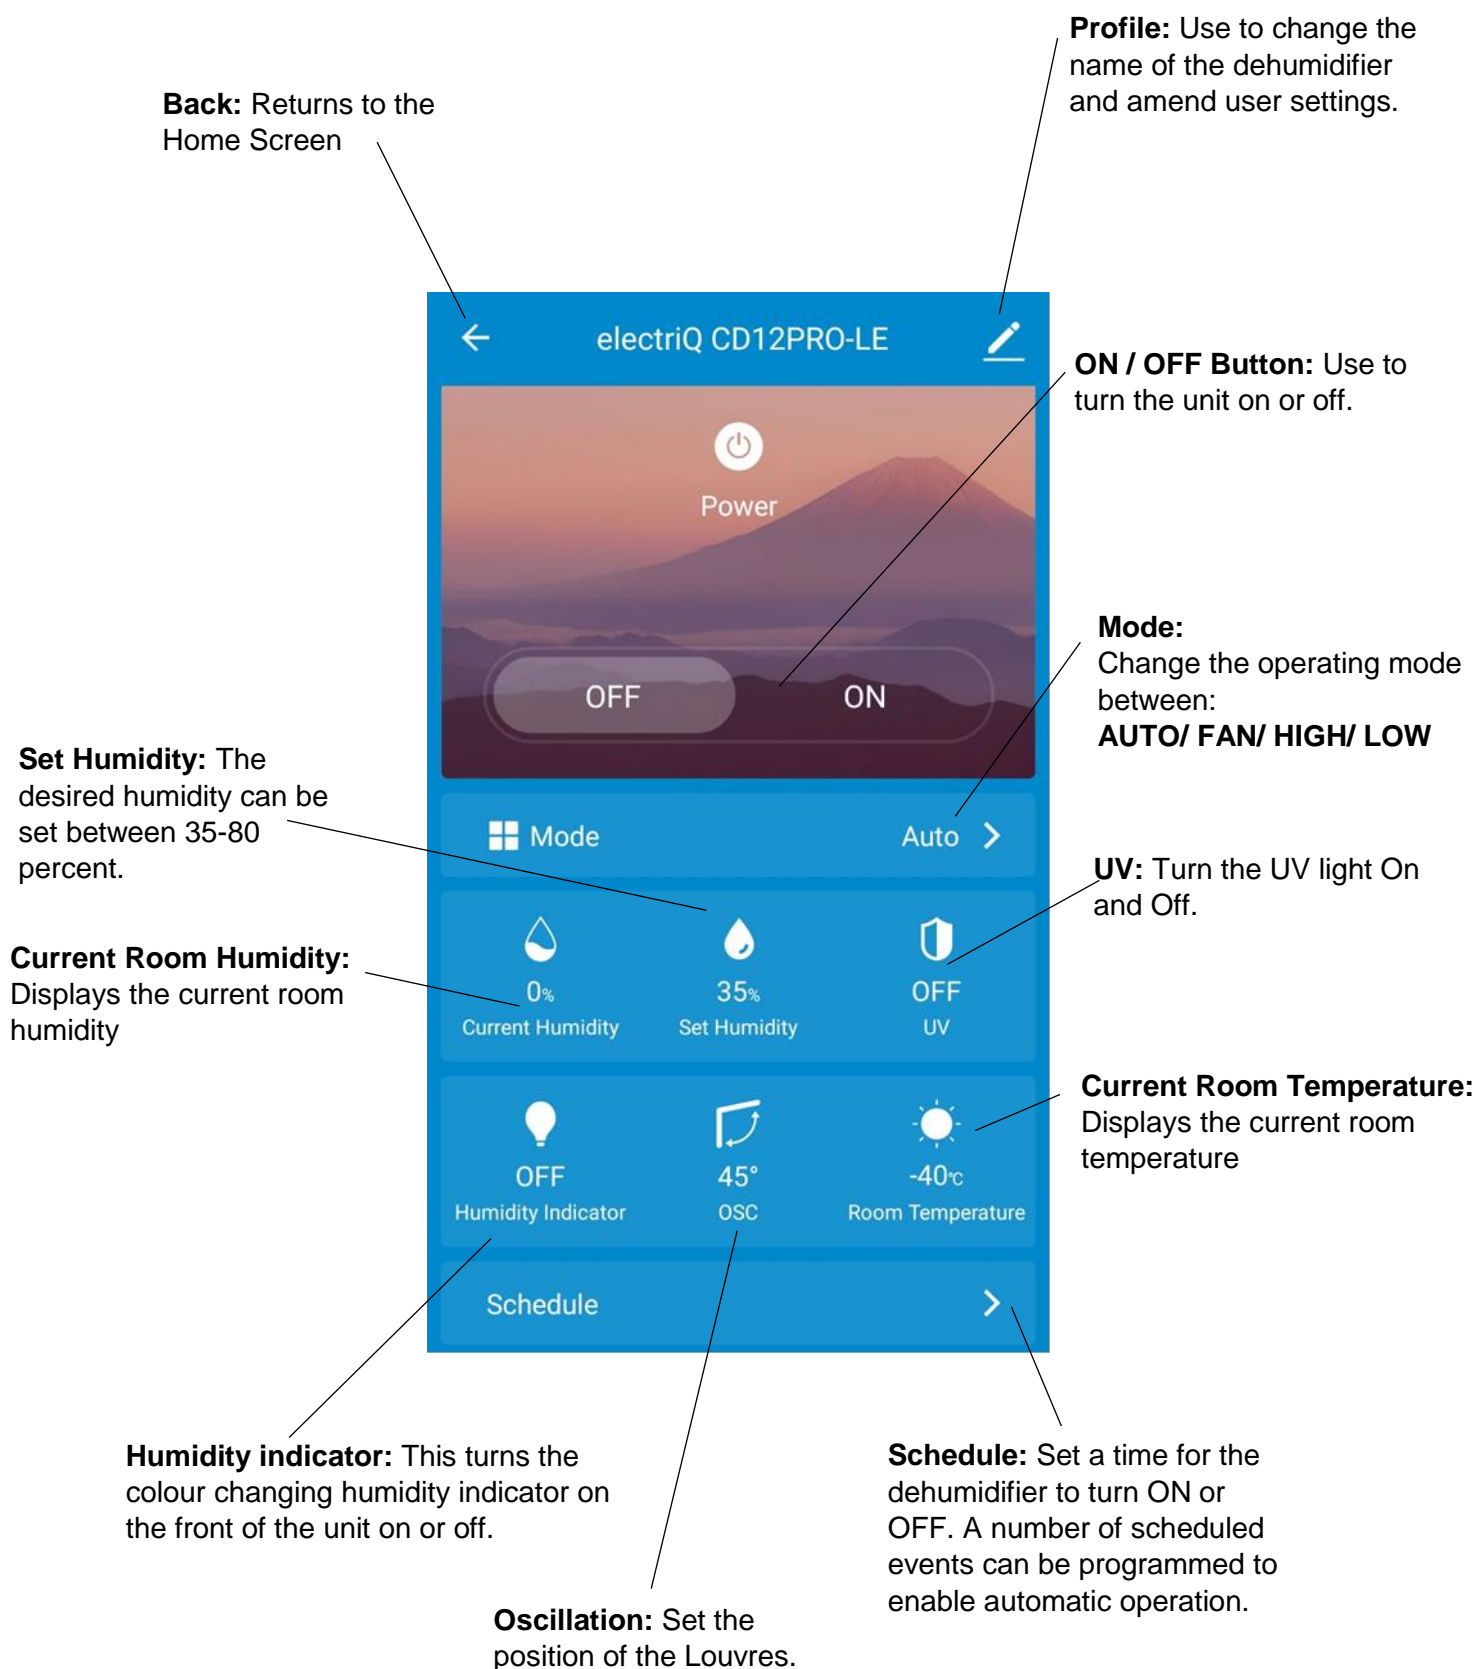 Profile: Use to change the
name of the dehumidifier
and amend user settings.
Back: Returns to the
Home Screen
electriQ CD12PRO-LE
ON / OFF Button: Use to
turn the unit on or off.
Power
Mode:
Change the operating mode
between:
AUTO/ FAN/ HIGH/ LOW
OFF
ON
Set Humidity: The
desired humidity can be
set between 35-80
percent.
Mode
Auto
UV: Turn the UV light On
and Off.
Current Room Humidity:
Displays the current room
humidity
0%
Current Humidity
35%
Set Humidity
OFF
UV
Current Room Temperature:
Displays the current room
temperature
OFF
Humidity Indicator
45°
OSC
-40°C
Room Temperature
Schedule
Humidity indicator: This turns the
colour changing humidity indicator on
the front of the unit on or off.
Schedule: Set a time for the
dehumidifier to turn ON or
OFF. A number of scheduled
events can be programmed to
enable automatic operation.
Oscillation: Set the
position of the Louvres.